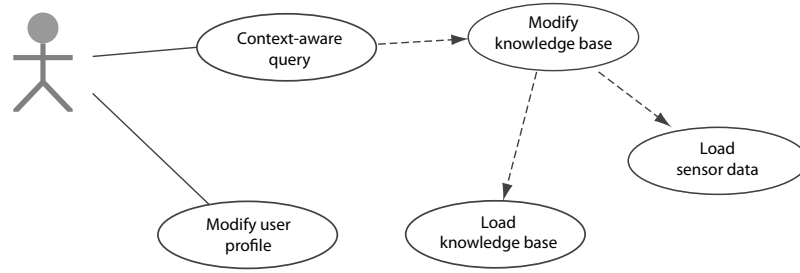 Context-aware
query
Modify
knowledge base
Load
sensor data
Modify user
profile
Load
knowledge base